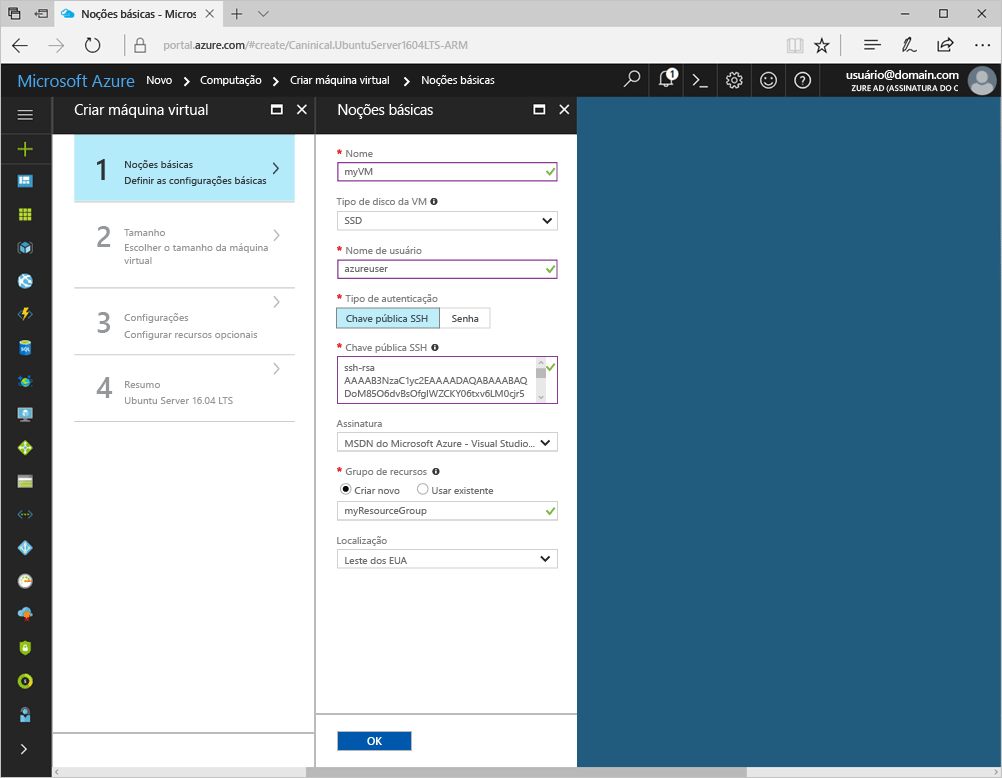 Noções básicas - Micros
portal.azure.com/#create/Caninical.UbuntuServer1604LTS-ARM
Microsoft Azure Novo Computação Criar máquina virtual Noções básicas
1
usuário@domain.com
ZURE AD (ASSINATURA DO C
Criar máquina virtual
1
Noções básicas
Definir as configurações básicas
2
Tamanho
Escolher o tamanho da máquina
virtual
3
Configurações
Configurar recursos opcionais
4
Resumo
Ubuntu Server 16.04 LTS
Noções básicas
* Nome
myVM
Tipo de disco da VM
SSD
* Nome de usuário
azureuser
* Tipo de autenticação
Chave pública SSH Senha
* Chave pública SSH
ssh-rsa
AAAAB3NzaC1yc2EAAAADAQABAAABAQ
DoM85O6dvBsOfgIWZCKY06txv6LM0cjr5
Assinatura
MSDN do Microsoft Azure - Visual Studio...
* Grupo de recursos
Criar novo Usar existente
myResourceGroup
Localização
Leste dos EUA
OK
SQL